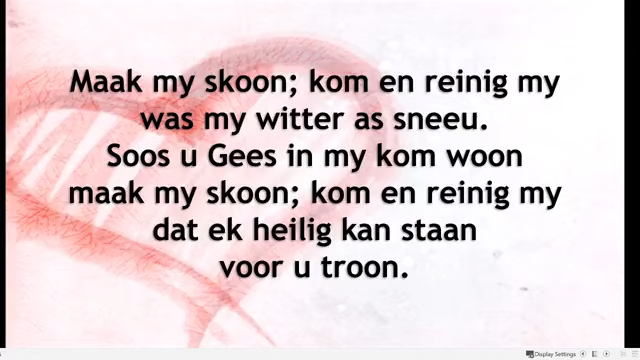 Maak my skoon; kom en reinig my
was my witter as sneeu.
Soos u Gees in my kom woon
maak my skoon; kom en reinig my
dat ek heilig kan staan
voor u troon.
Display Settings